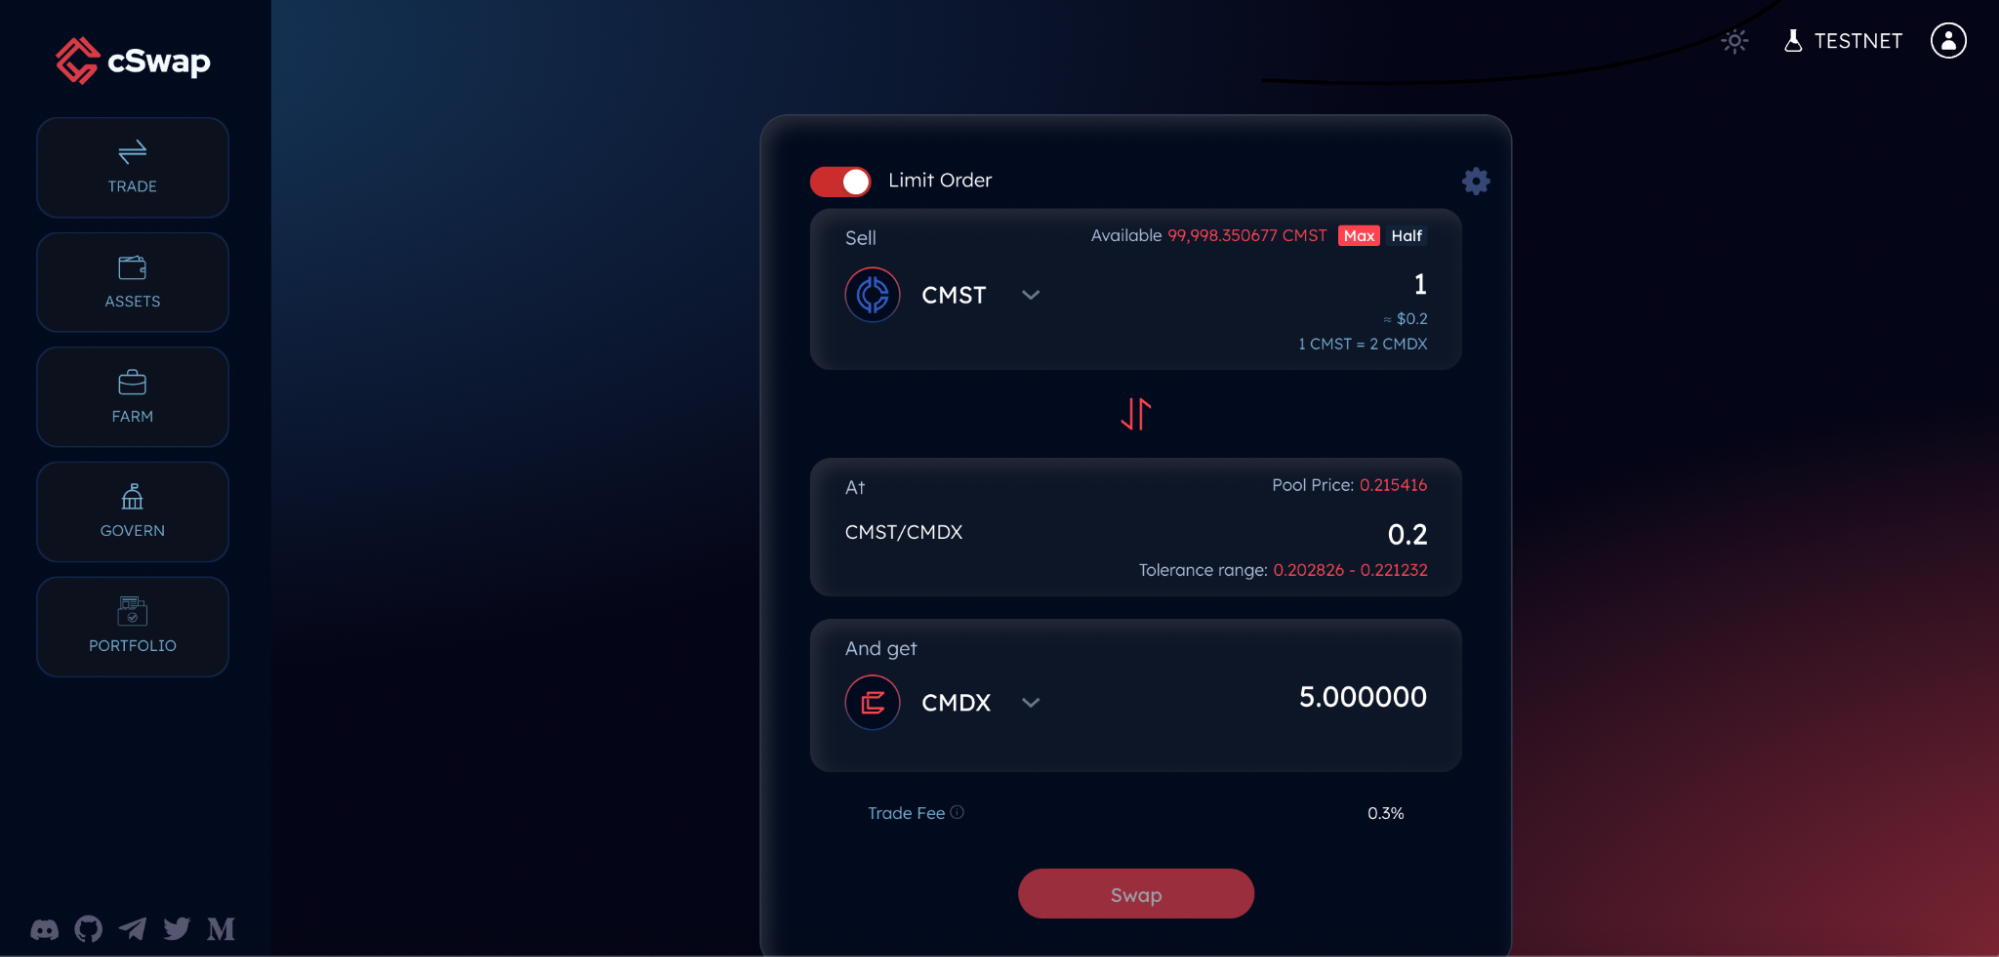 cSwap
TESTNET
TRADE
ASSETS
FARM
GOVERN
PORTFOLIO
Limit Order
Sell
Available 99,998.350677 CMST Max Half
CMST
1
≈ $0.2
1 CMST = 2 CMDX
At
Pool Price: 0.215416
CMST/CMDX
0.2
Tolerance range: 0.202826 - 0.221232
And get
CMDX
5.000000
Trade Fee
0.3%
Swap